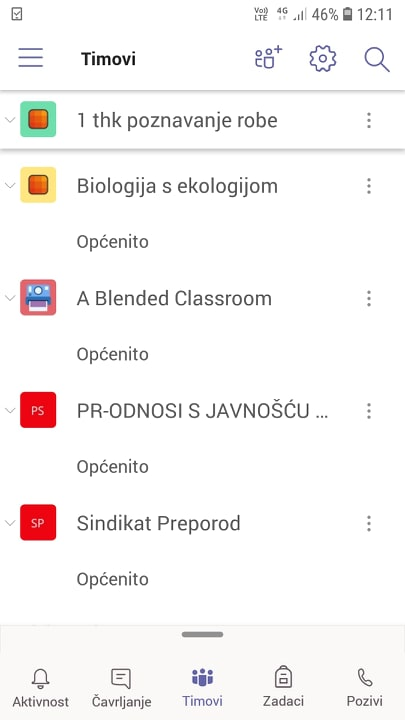 Vo)) LTE 4G 46% 12:11
Timovi
1 thk poznavanje robe
Biologija s ekologijom
Općenito
A Blended Classroom
Općenito
PS PR-ODNOSI S JAVNOŠĆU ...
Općenito
SP Sindikat Preporod
Općenito
Aktivnost Čavrljanje Timovi Zadaci Pozivi